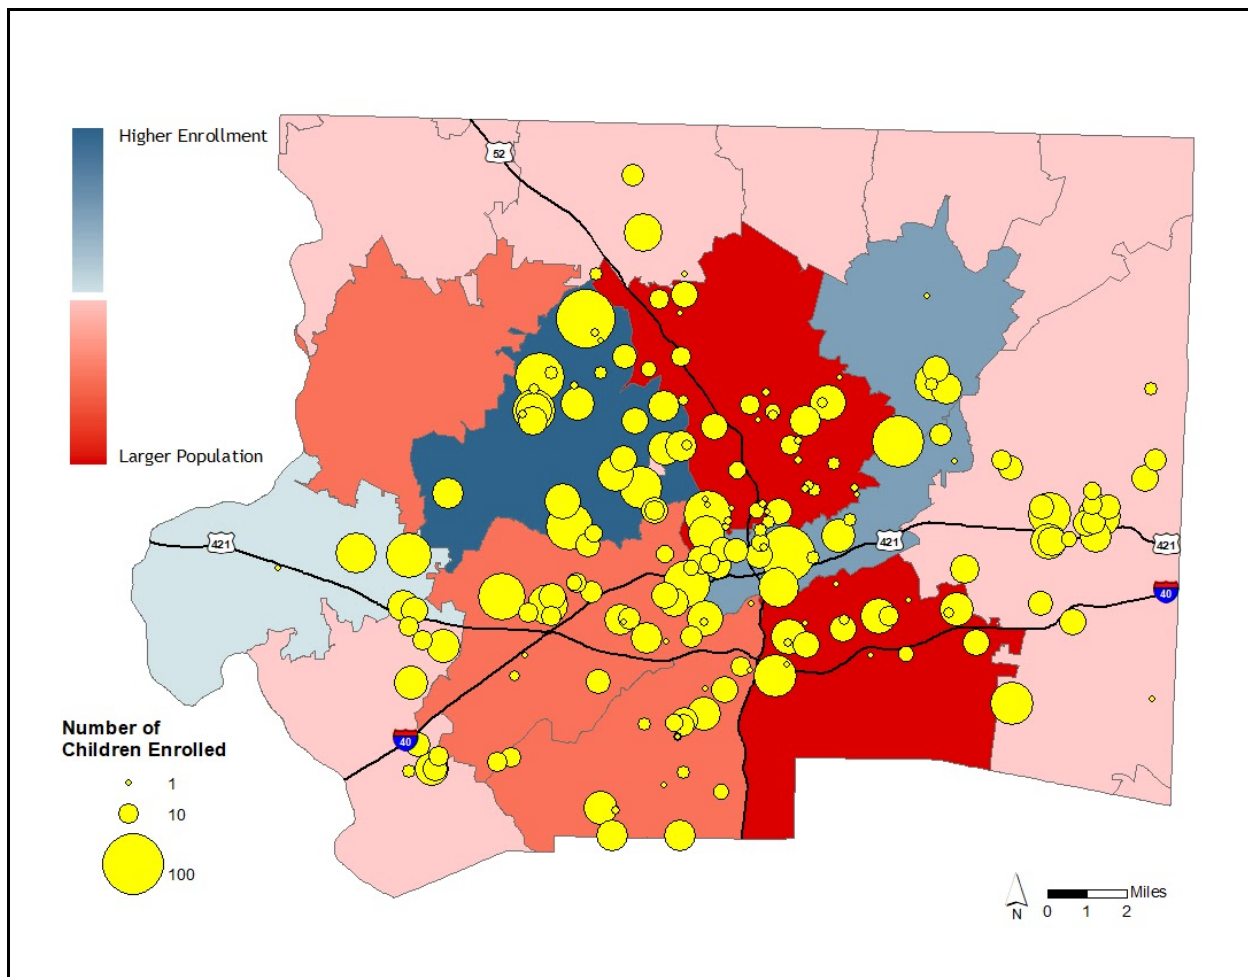 Higher Enrollment
Larger Population
52
421
421
421
40
40
Number of
Children Enrolled
1
10
100
N
Miles
0 1 2